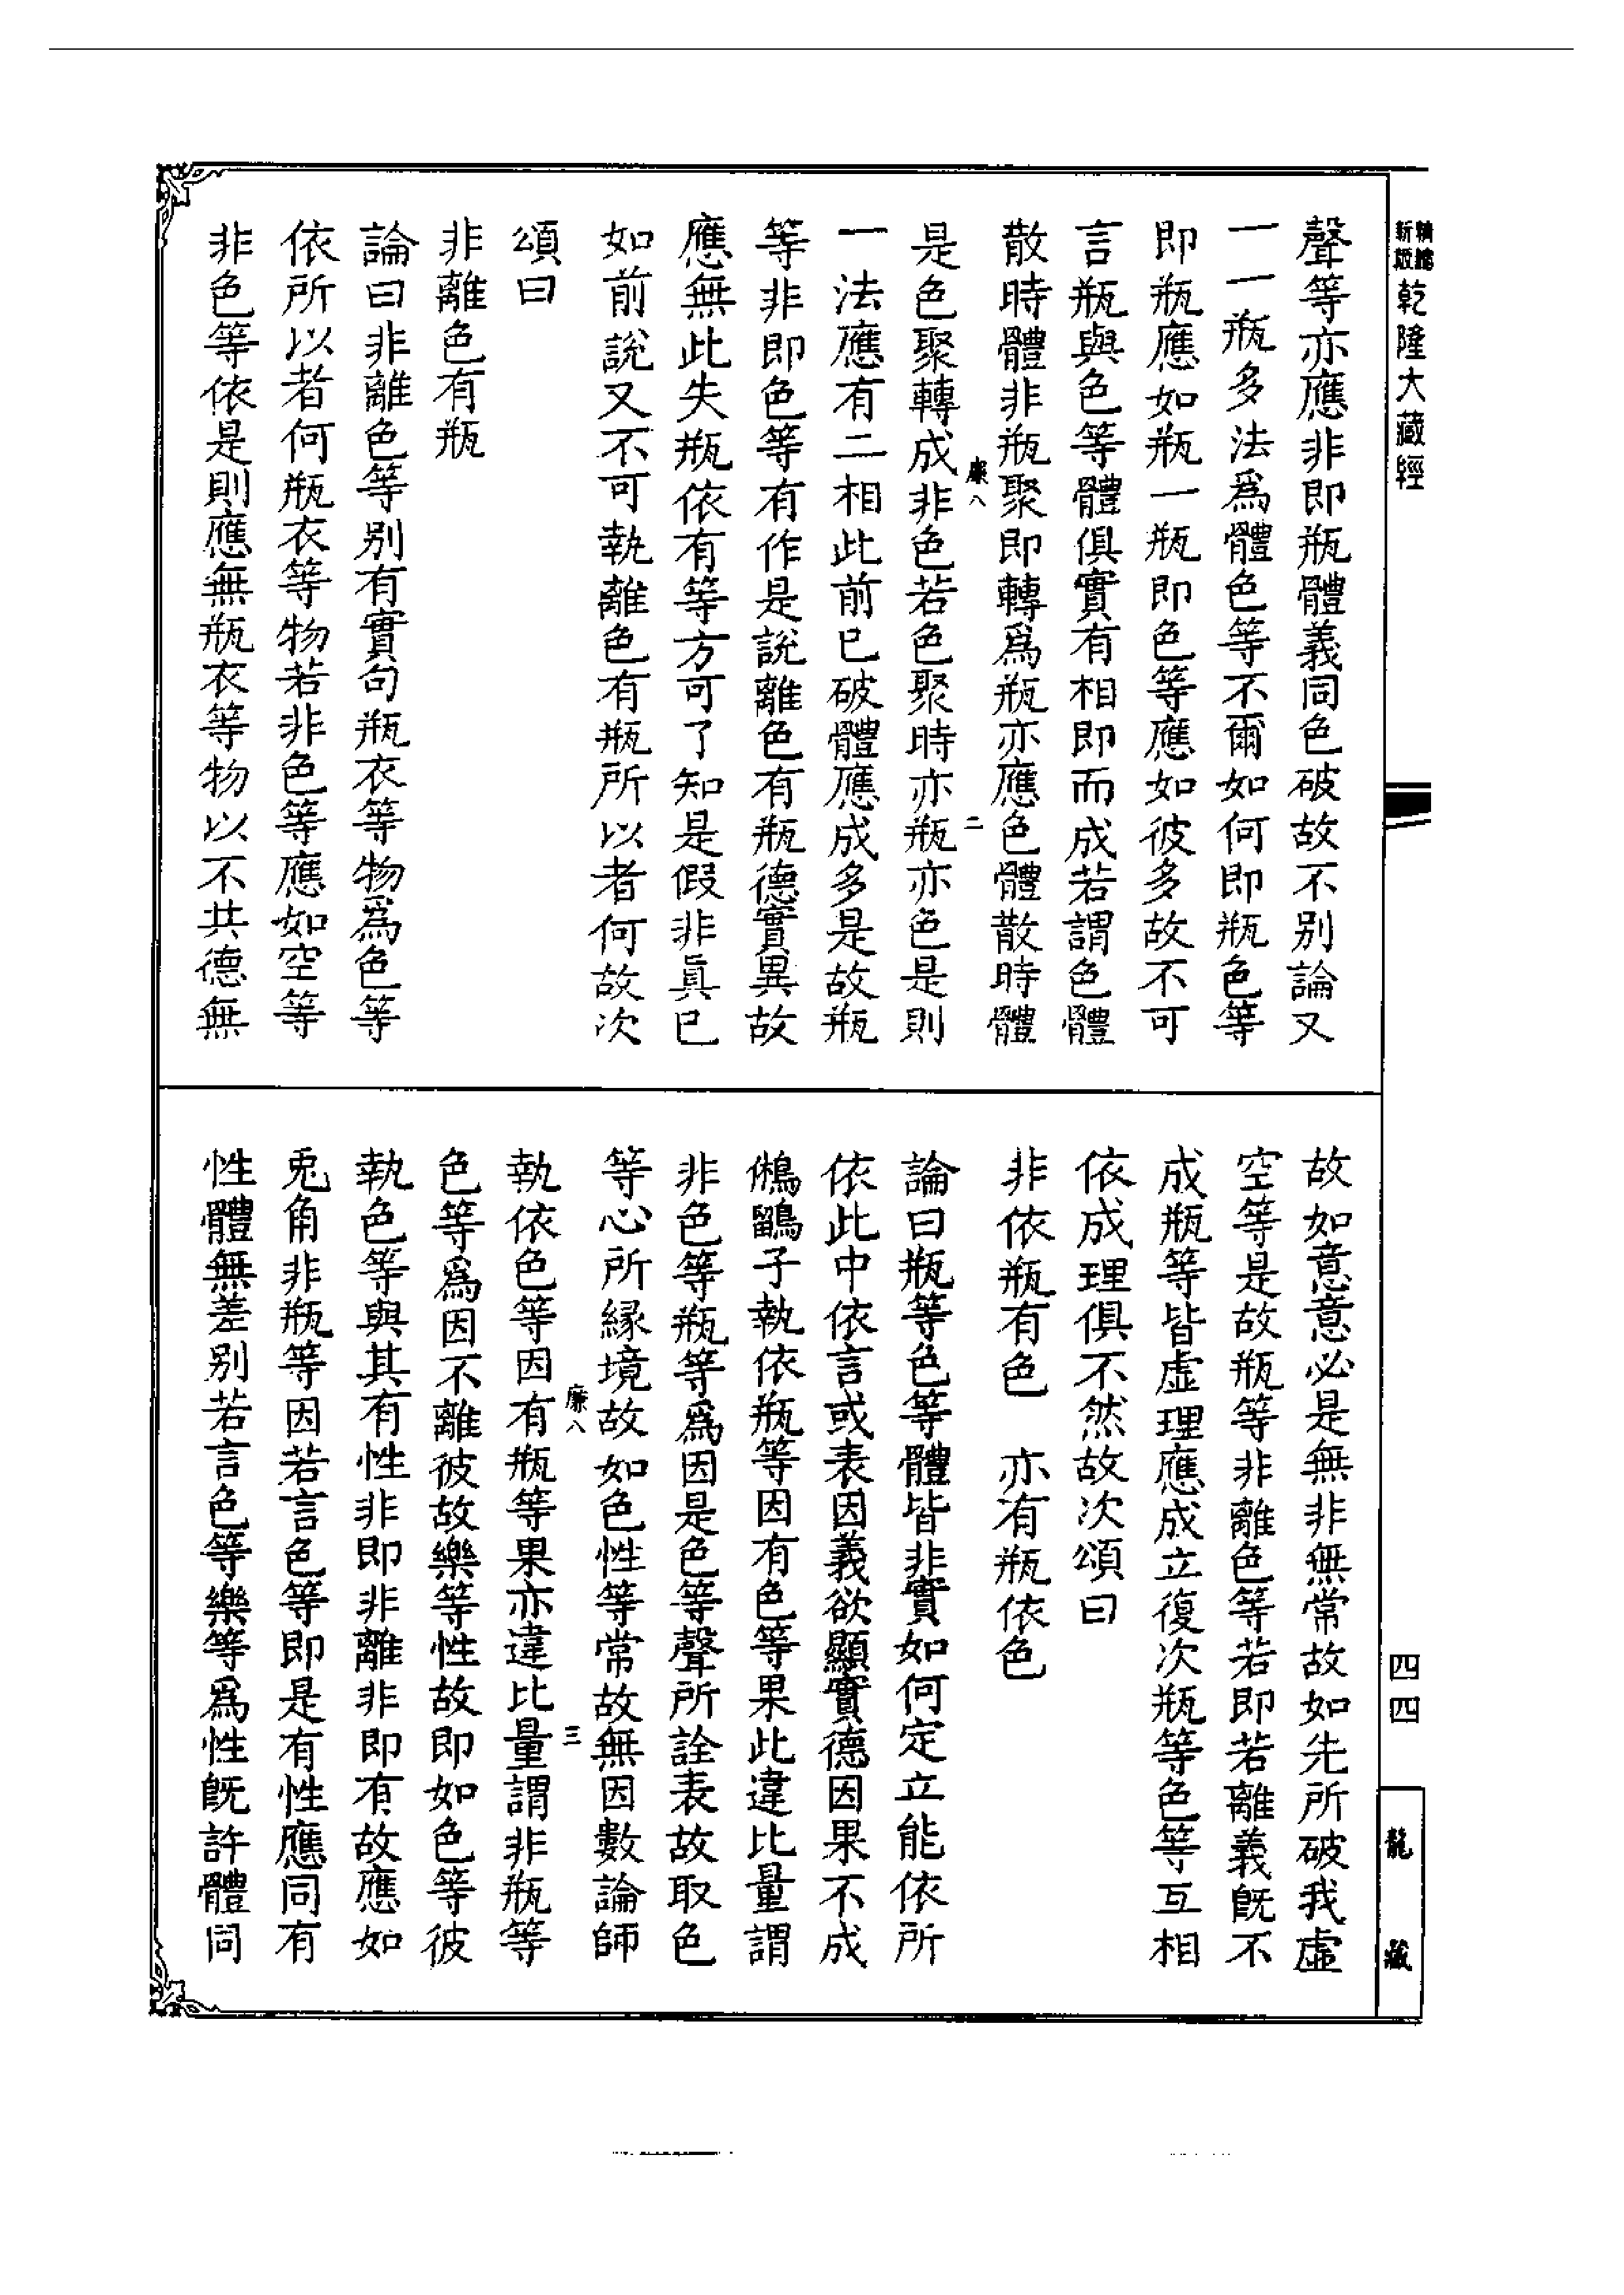 新版 精縮
乾隆大藏經
聲等亦應非即瓶體義同色破故不別論又
一一瓶多法為體色等不爾如何即瓶色等
即瓶應如瓶一瓶即色等應如彼多故不可
言瓶與色等體俱實有相即而成若謂色體
散時體非瓶聚即轉為瓶亦應色體散時體
廉八 二
是色聚轉成非色若色聚時亦瓶亦色是則
一法應有二相此前已破體應成多是故瓶
等非即色等有作是說離色有瓶德實異故
應無此失瓶依有等方可了知是假非眞已
如前說又不可執離色有瓶所以者何故次
頌曰
非離色有瓶
論曰非離色等別有實句瓶衣等物為色等
依所以者何瓶衣等物若非色等應如空等
非色等依是則應無瓶衣等物以不共德無
故如意意必是無非無常故如先所破我虛
空等是故瓶等非離色等若即若離義旣不
成瓶等皆虛理應成立復次瓶等色等互相
依成理俱不然故次頌曰
非依瓶有色　亦有瓶依色
論曰瓶等色等體皆非實如何定立能依所
依此中依言或表因義欲顯實德因果不成
鵂鶹子執依瓶等因有色等果此違比量謂
非色等瓶等為因是色等聲所詮表故取色
等心所緣境故如色性等常故無因數論師
廉八 三
執依色等因有瓶等果亦違比量謂非瓶等
色等為因不離彼故樂等性故即如色等彼
執色等與其有性非即非離非即有故應如
兎角非瓶等因若言色等即是有性應同有
性體無差別若言色等樂等為性旣許體同
四四
龍藏